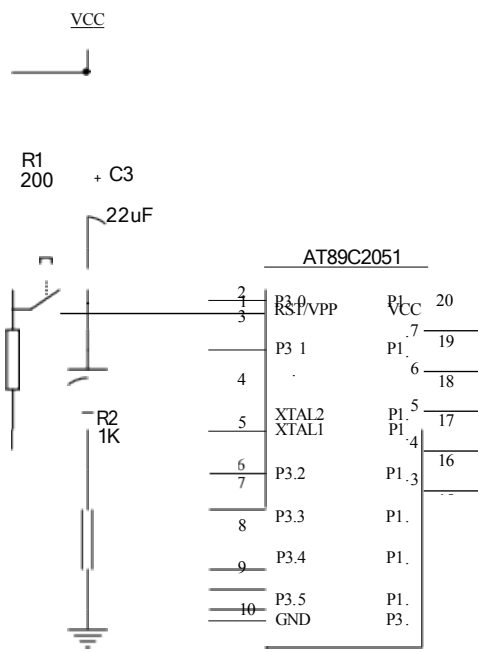 VCC
R1
200
+ C3
22uF
AT89C2051
2
1
3
P3.0
RST/VPP
P1
VCC
20
P3 1
P1.
7
19
4
6
18
XTAL2
XTAL1
P1.
P1.
5
17
5
4
16
6
7
P3.2
P1.
3
8
P3.3
P1.
9
P3.4
P1.
10
P3.5
GND
P1.
P3.
R2
1K